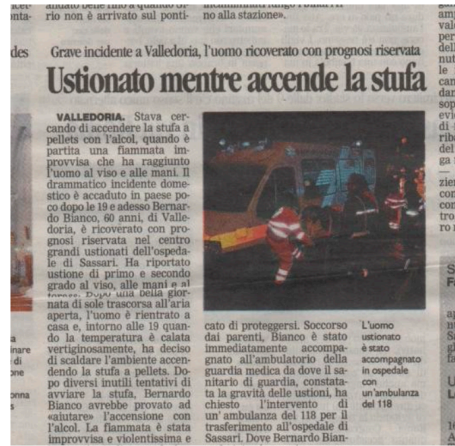 rio non è arrivato sul ponti-
no alla stazione».
Grave incidente a Valledoria, l'uomo ricoverato con prognosi riservata
Ustionato mentre accende la stufa
VALLEDORIA. Stava cer-
cando di accendere la stufa a
pellets con l'alcol, quando è
partita una fiammata im-
provvisa che ha raggiunto
l'uomo al viso e alle mani. Il
drammatico incidente dome-
stico è accaduto in paese po-
co dopo le 19 e adesso Bernar-
do Bianco, 60 anni, di Valle-
doria, è ricoverato con pro-
gnosi riservata nel centro
grandi ustionati dell'ospeda-
le di Sassari. Ha riportato
ustione di primo e secondo
grado al viso, alle mani e al
torace. Dopo una bella gior-
nata di sole trascorsa all'aria
aperta, l'uomo è rientrato a
casa e, intorno alle 19 quan-
do la temperatura è calata
vertiginosamente, ha deciso
di scaldare l'ambiente accen-
dendo la stufa a pellets. Do-
po diversi inutili tentativi di
avviare la stufa, Bernardo
Bianco avrebbe provato ad
«aiutare» l'accensione con
l'alcol. La fiammata è stata
improvvisa e violentissima e
cato di proteggersi. Soccorso
dai parenti, Bianco è stato
immediatamente accompa-
gnato all'ambulatorio della
guardia medica da dove il sa-
nitario di guardia, constata-
ta la gravità delle ustioni, ha
chiesto l'intervento di
un'ambulanza del 118 per il
trasferimento all'ospedale di
Sassari. Dove Bernardo Bian-
L'uomo
ustionato
è stato
accompagnato
in ospedale
con
un'ambulanza
del 118